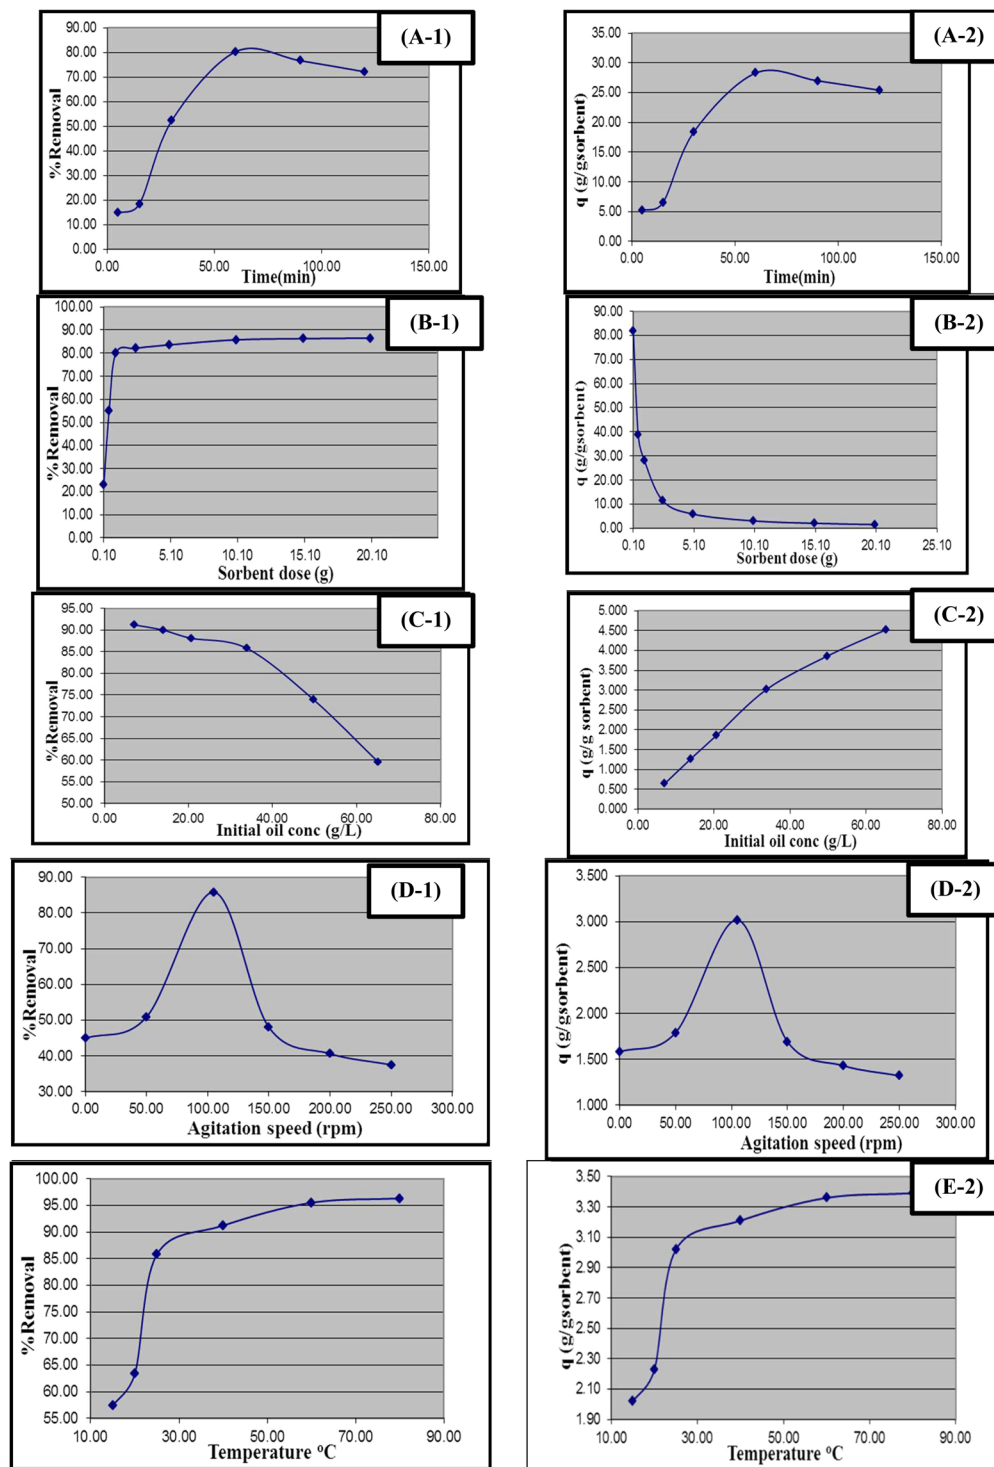 (A-1)
%Removal
90.00
80.00
70.00
60.00
50.00
40.00
30.00
20.00
10.00
0.00
0.00 50.00 100.00 150.00
Time(min)
(A-2)
q (g/gsorbent)
35.00
30.00
25.00
20.00
15.00
10.00
5.00
0.00
0.00 50.00 100.00 150.00
Time(min)
(B-1)
%Removal
100.00
90.00
80.00
70.00
60.00
50.00
40.00
30.00
20.00
10.00
0.00
0.10 5.10 10.10 15.10 20.10
Sorbent dose (g)
(B-2)
q (g/gsorbent)
90.00
80.00
70.00
60.00
50.00
40.00
30.00
20.00
10.00
0.00
0.10 5.10 10.10 15.10 20.10 25.10
Sorbent dose (g)
(C-1)
%Removal
95.00
90.00
85.00
80.00
75.00
70.00
65.00
60.00
55.00
50.00
0.00 20.00 40.00 60.00 80.00
Initial oil conc (g/L)
(C-2)
q (g/g sorbent)
5.000
4.500
4.000
3.500
3.000
2.500
2.000
1.500
1.000
0.500
0.000
0.00 20.00 40.00 60.00 80.00
Initial oil conc (g/L)
(D-1)
%Removal
90.00
80.00
70.00
60.00
50.00
40.00
30.00
0.00 50.00 100.00 150.00 200.00 250.00 300.00
Agitation speed (rpm)
(D-2)
q (g/gsorbent)
3.500
3.000
2.500
2.000
1.500
1.000
0.00 50.00 100.00 150.00 200.00 250.00 300.00
Agitation speed (rpm)
%Removal
100.00
95.00
90.00
85.00
80.00
75.00
70.00
65.00
60.00
55.00
10.00 30.00 50.00 70.00 90.00
Temperature ºC
(E-2)
q (g/gsorbent)
3.50
3.30
3.10
2.90
2.70
2.50
2.30
2.10
1.90
10.00 30.00 50.00 70.00 90.00
Temperature ºC